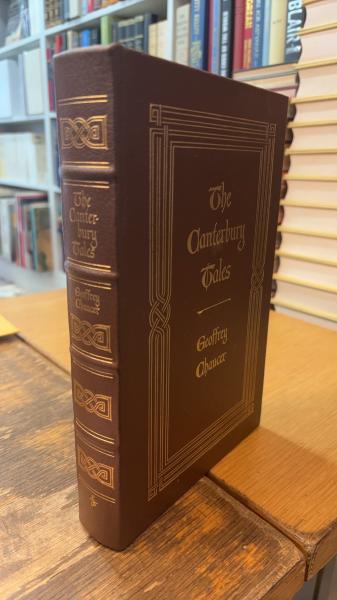 The
Canter-
bury
Tales
Geoffrey
Chaucer
The
Canterbury
Tales
Geoffrey
Chaucer
BLAIR